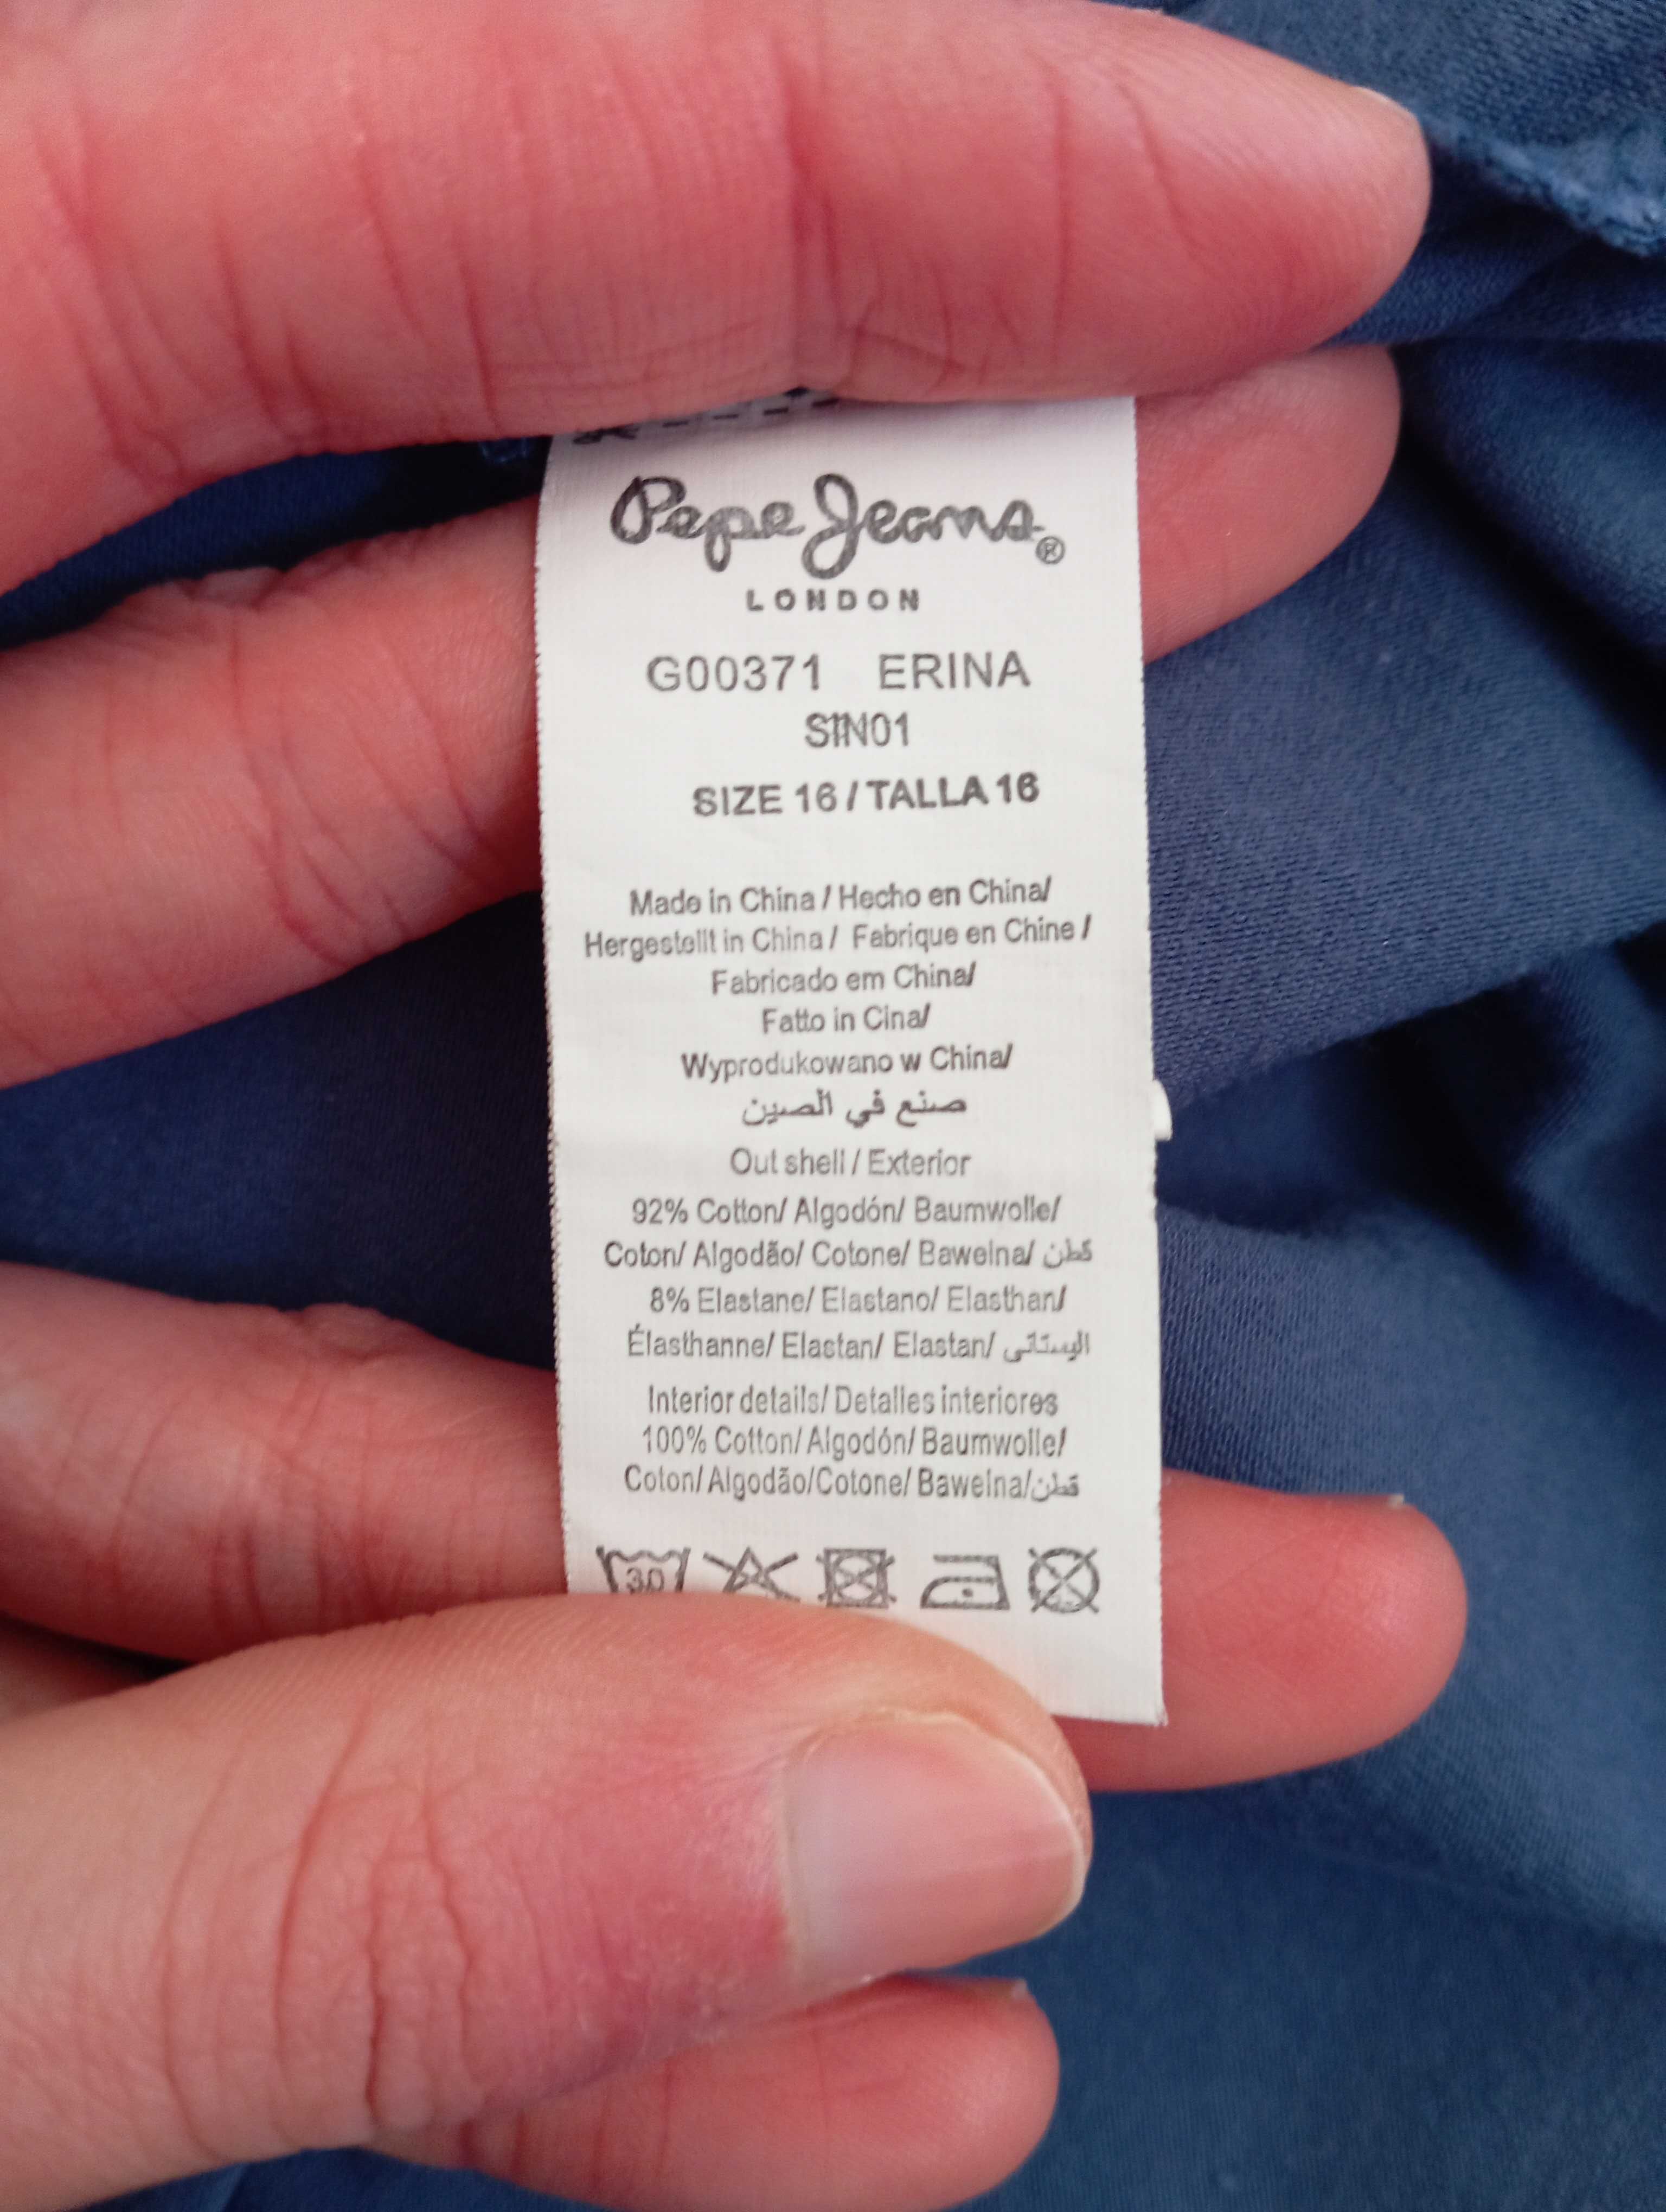 Pepe Jeans®
LONDON
G00371 ERINA
SIN01
SIZE 16 / TALLA 16
Made in China / Hecho en China/
Hergestellt in China / Fabrique en Chine /
Fabricado em China/
Fatto in Cina/
Wyprodukowano w China/
صنع في الصين
Out shell / Exterior
92% Cotton/ Algodón/ Baumwolle/
Coton/ Algodão/ Cotone/ Bawelna/ قطن
8% Elastane/ Elastano/ Elasthan/
Élasthanne/ Elastan/ Elastan/
Interior details/ Detalles interiores
100% Cotton/ Algodón/ Baumwolle/
Coton/ Algodão/Cotone/ Bawelna/قطن
30